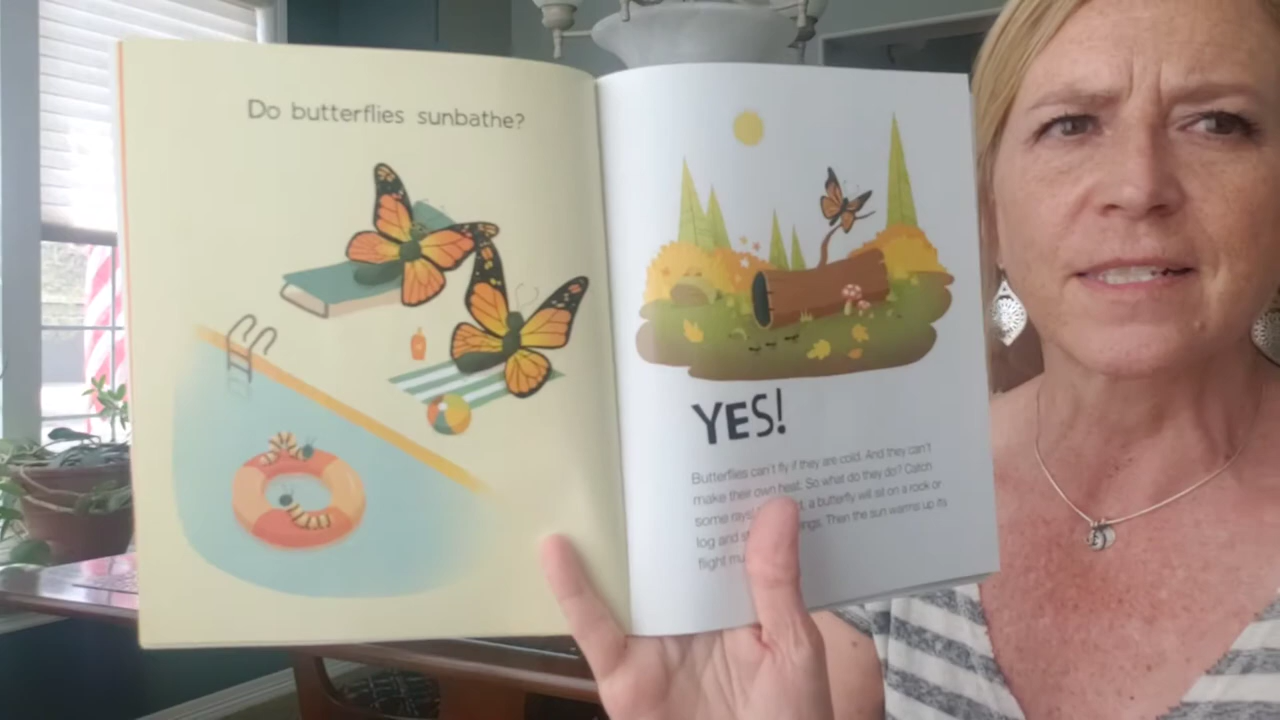 Do butterflies sunbathe?
YES!
Butterflies can't fly if they are cold. And they can't
make their own heat. So what do they do? Catch
some rays! a butterfly will sit on a rock or
log and Then the sun warms up its
flight